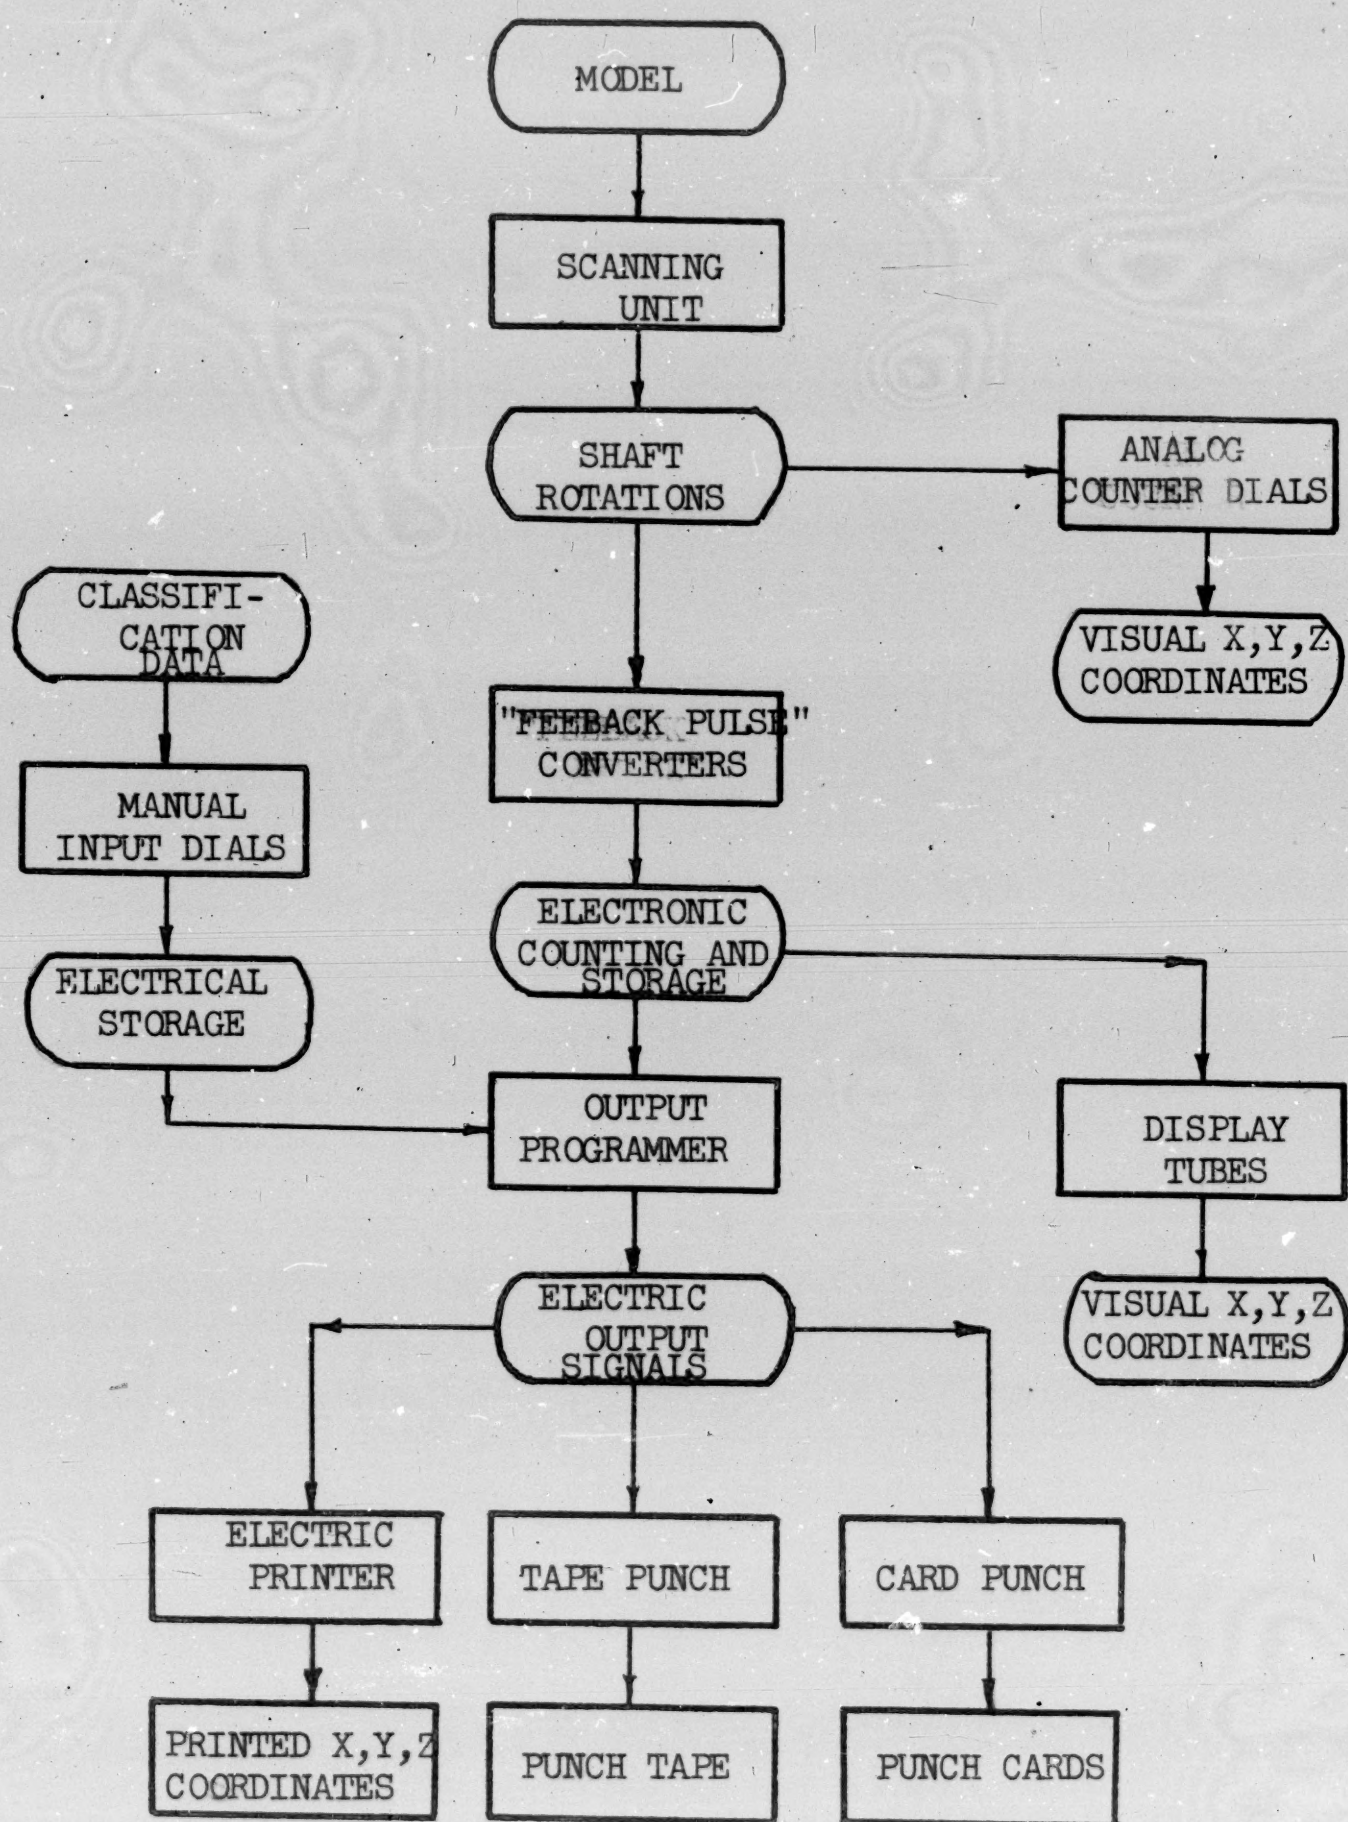 MODEL
SCANNING
UNIT
SHAFT
ROTATIONS
ANALOG
COUNTER DIALS
VISUAL X,Y,Z
COORDINATES
CLASSIFI-
CATION
DATA
"FEEBACK PULSE"
CONVERTERS
MANUAL
INPUT DIALS
ELECTRONIC
COUNTING AND
STORAGE
ELECTRICAL
STORAGE
OUTPUT
PROGRAMMER
DISPLAY
TUBES
VISUAL X,Y,Z
COORDINATES
ELECTRIC
OUTPUT
SIGNALS
ELECTRIC
PRINTER
TAPE PUNCH
CARD PUNCH
PRINTED X,Y,Z
COORDINATES
PUNCH TAPE
PUNCH CARDS